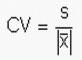 CV = s / |x̄|